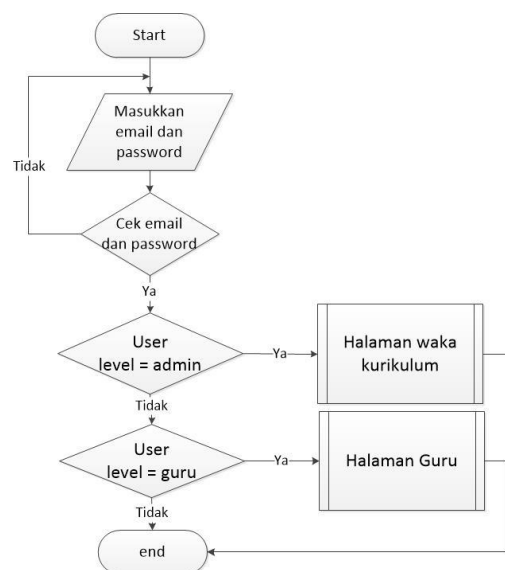 Start
Masukkan
email dan
password
Tidak
Cek email
dan password
Ya
User
level = admin
Ya
Halaman waka
kurikulum
Tidak
User
level = guru
Ya
Halaman Guru
Tidak
end